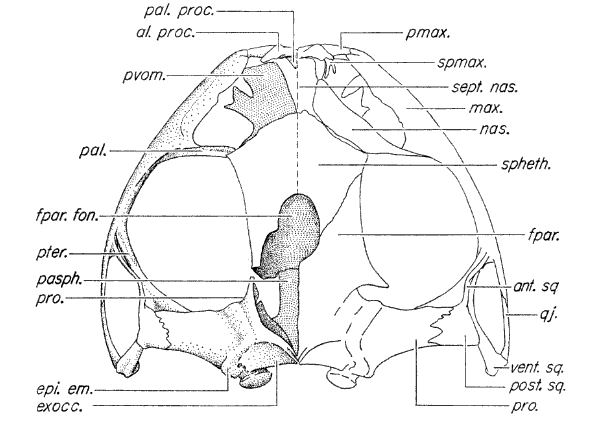 pal. proc.
al. proc.
pmax.
pvom.
spmax.
sept. nas.
max.
nas.
pal.
spheth.
fpar. fon.
fpar.
pter.
pasph.
ant. sq
pro.
qj.
vent. sq.
epi. em.
post. sq.
exocc.
pro.